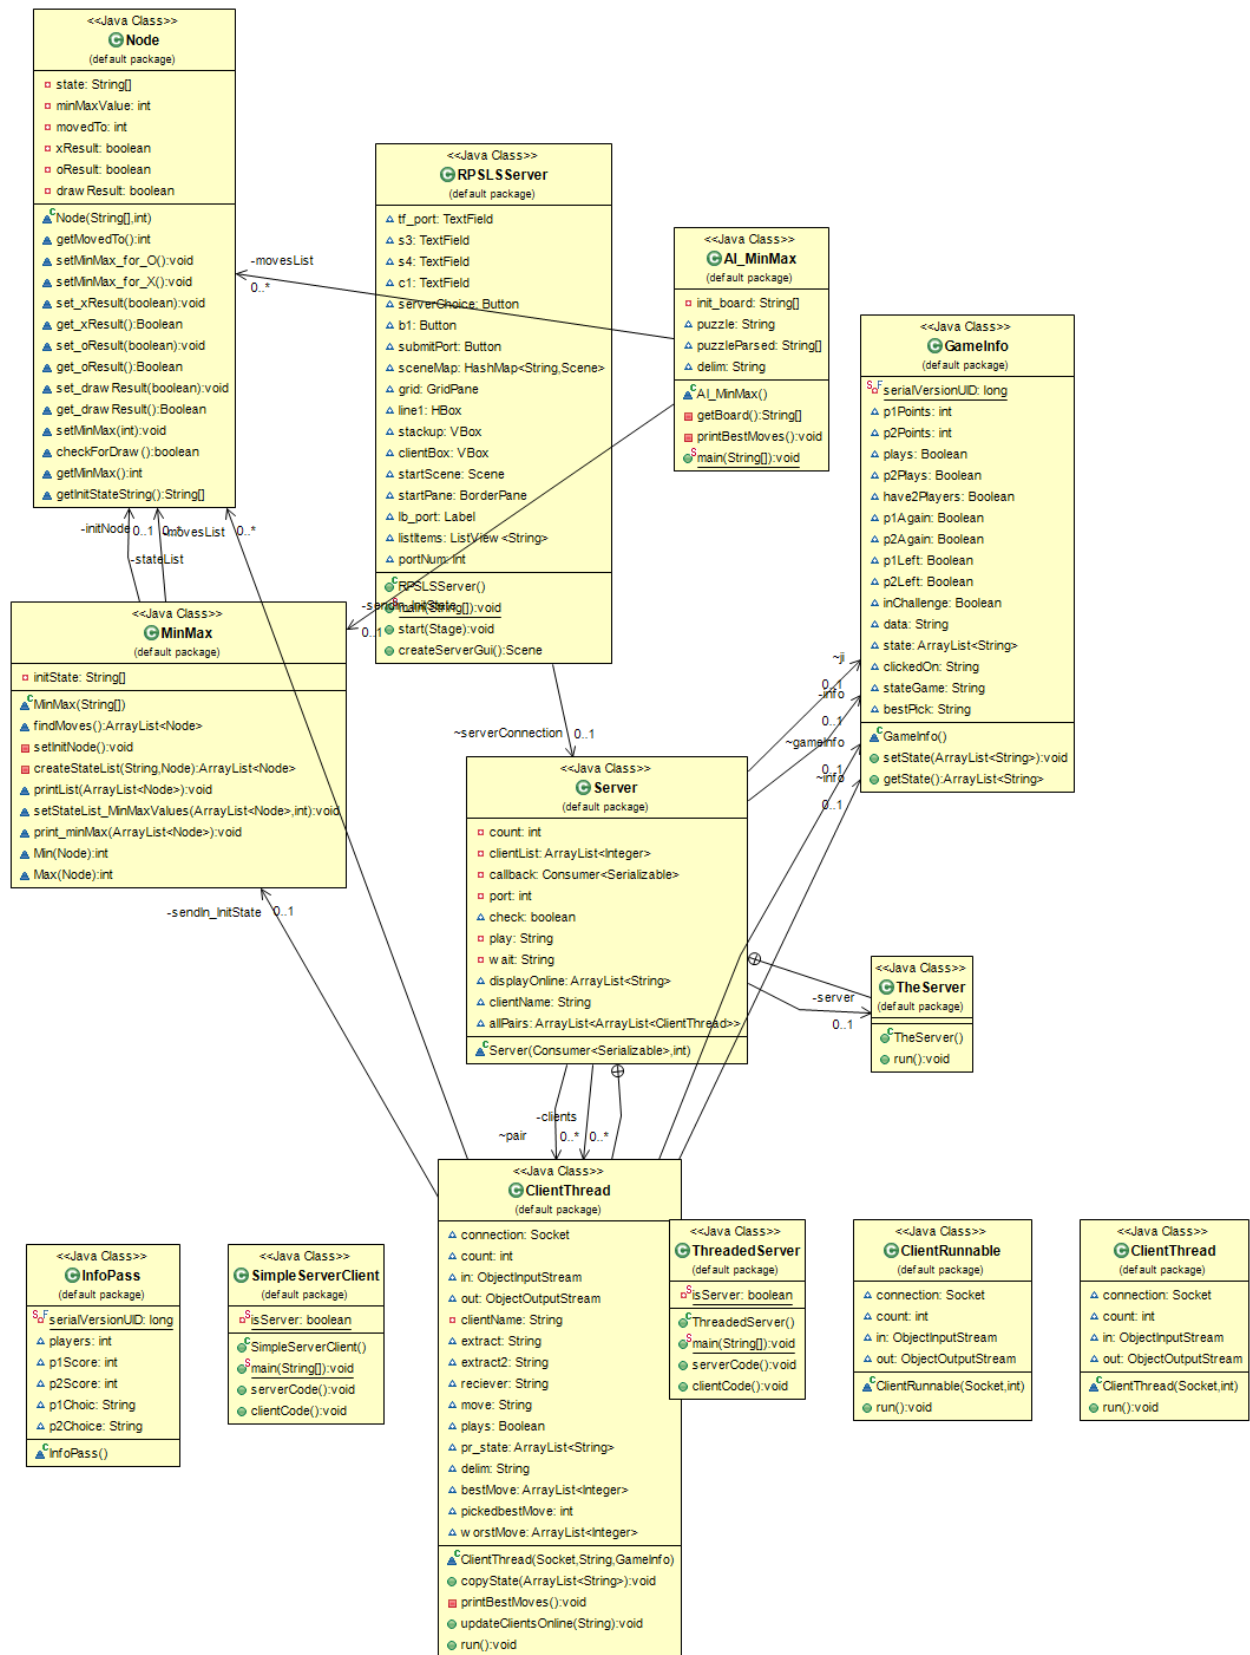 <<Java Class>>
Node
(default package)
state: String[]
minMaxValue: int
movedTo: int
xResult: boolean
oResult: boolean
drawResult: boolean
Node(String[],int)
getMovedTo():int
setMinMax_for_O():void
setMinMax_for_X():void
set_xResult(boolean):void
get_xResult():Boolean
set_oResult(boolean):void
get_oResult():Boolean
set_drawResult(boolean):void
get_drawResult():Boolean
setMinMax(int):void
checkForDraw():boolean
getMinMax():int
getInitStateString():String[]
<<Java Class>>
RPSLSServer
(default package)
tf_port: TextField
s3: TextField
s4: TextField
c1: TextField
serverChoice: Button
b1: Button
submitPort: Button
sceneMap: HashMap<String,Scene>
grid: GridPane
line1: HBox
stackup: VBox
clientBox: VBox
startScene: Scene
startPane: BorderPane
lb_port: Label
listItems: ListView<String>
portNum: int
RPSLSServer()
main(String[]):void
start(Stage):void
createServerGui():Scene
<<Java Class>>
AI_MinMax
(default package)
init_board: String[]
puzzle: String
puzzleParsed: String[]
delim: String
AI_MinMax()
getBoard():String[]
printBestMoves():void
main(String[]):void
<<Java Class>>
GameInfo
(default package)
serialVersionUID: long
p1Points: int
p2Points: int
plays: Boolean
p2Plays: Boolean
have2Players: Boolean
p1Again: Boolean
p2Again: Boolean
p1Left: Boolean
p2Left: Boolean
inChallenge: Boolean
data: String
state: ArrayList<String>
clickedOn: String
stateGame: String
bestPick: String
GameInfo()
setState(ArrayList<String>):void
getState():ArrayList<String>
-movesList
0..*
-initNode
0..1
0..*
-movesList
0..*
-stateList
-sendIn_InitState
0..1
<<Java Class>>
MinMax
(default package)
initState: String[]
MinMax(String[])
findMoves():ArrayList<Node>
setInitNode():void
createStateList(String,Node):ArrayList<Node>
printList(ArrayList<Node>):void
setStateList_MinMaxValues(ArrayList<Node>,int):void
print_minMax(ArrayList<Node>):void
Min(Node):int
Max(Node):int
~serverConnection
0..1
~ji
0..1
-info
0..1
~gameInfo
0..1
~info
0..1
<<Java Class>>
Server
(default package)
count: int
clientList: ArrayList<Integer>
callback: Consumer<Serializable>
port: int
check: boolean
play: String
wait: String
displayOnline: ArrayList<String>
clientName: String
allPairs: ArrayList<ArrayList<ClientThread>>
Server(Consumer<Serializable>,int)
-sendIn_InitState
0..1
-server
0..1
<<Java Class>>
TheServer
(default package)
TheServer()
run():void
-clients
~pair
0..*
0..*
<<Java Class>>
ClientThread
(default package)
connection: Socket
count: int
in: ObjectInputStream
out: ObjectOutputStream
clientName: String
extract: String
extract2: String
reciever: String
move: String
plays: Boolean
pr_state: ArrayList<String>
delim: String
bestMove: ArrayList<Integer>
pickedbestMove: int
worstMove: ArrayList<Integer>
ClientThread(Socket,String,GameInfo)
copyState(ArrayList<String>):void
printBestMoves():void
updateClientsOnline(String):void
run():void
<<Java Class>>
InfoPass
(default package)
serialVersionUID: long
players: int
p1Score: int
p2Score: int
p1Choic: String
p2Choice: String
InfoPass()
<<Java Class>>
SimpleServerClient
(default package)
isServer: boolean
SimpleServerClient()
main(String[]):void
serverCode():void
clientCode():void
<<Java Class>>
ThreadedServer
(default package)
isServer: boolean
ThreadedServer()
main(String[]):void
serverCode():void
clientCode():void
<<Java Class>>
ClientRunnable
(default package)
connection: Socket
count: int
in: ObjectInputStream
out: ObjectOutputStream
ClientRunnable(Socket,int)
run():void
<<Java Class>>
ClientThread
(default package)
connection: Socket
count: int
in: ObjectInputStream
out: ObjectOutputStream
ClientThread(Socket,int)
run():void